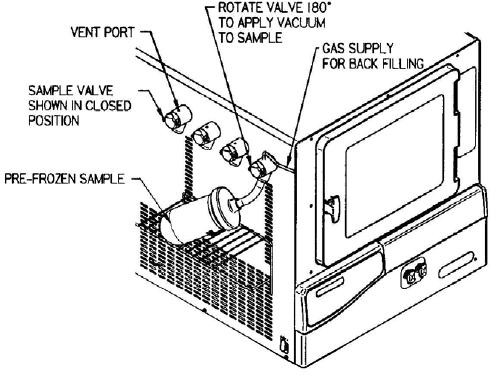 ROTATE VALVE 180°
TO APPLY VACUUM
TO SAMPLE
VENT PORT
GAS SUPPLY
FOR BACK FILLING
SAMPLE VALVE
SHOWN IN CLOSED
POSITION
PRE-FROZEN SAMPLE